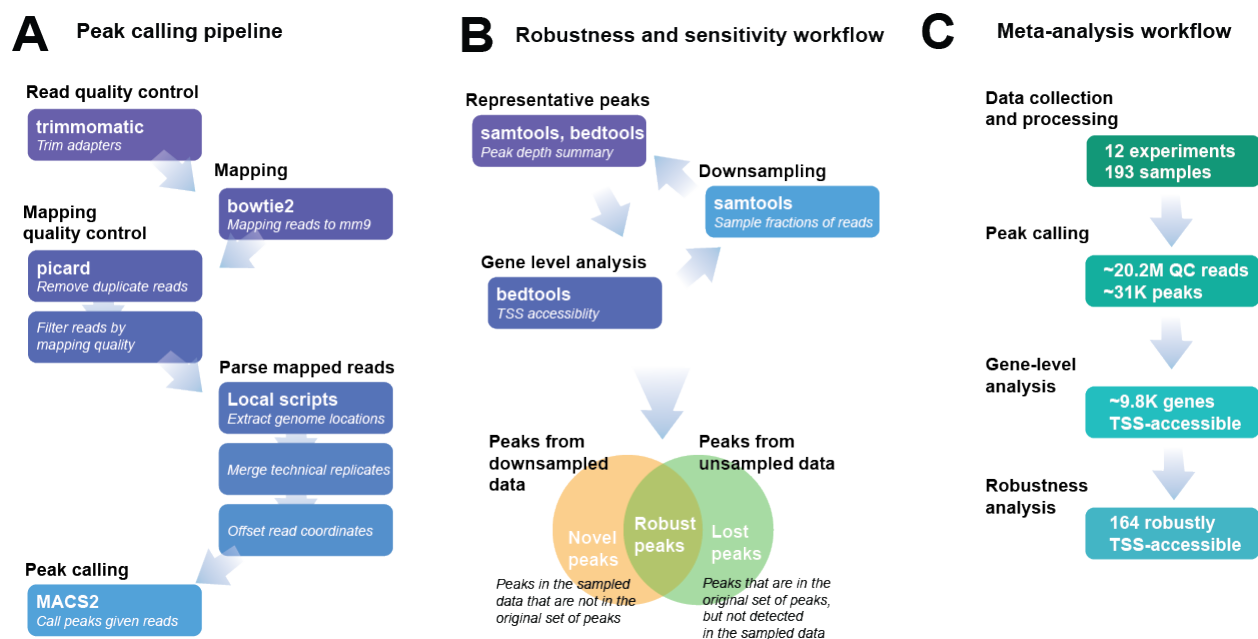 A Peak calling pipeline
Read quality control
trimmomatic
Trim adapters
Mapping
bowtie2
Mapping reads to mm9
Mapping
quality control
picard
Remove duplicate reads
Filter reads by
mapping quality
Parse mapped reads
Local scripts
Extract genome locations
Merge technical replicates
Offset read coordinates
Peak calling
MACS2
Call peaks given reads
B Robustness and sensitivity workflow
Representative peaks
samtools, bedtools
Peak depth summary
Downsampling
samtools
Sample fractions of reads
Gene level analysis
bedtools
TSS accessiblity
Peaks from
downsampled
data
Peaks from
unsampled data
Novel
peaks
Robust
peaks
Lost
peaks
Peaks in the sampled
data that are not in the
original set of peaks
Peaks that are in the
original set of peaks,
but not detected
in the sampled data
C Meta-analysis workflow
Data collection
and processing
12 experiments
193 samples
Peak calling
~20.2M QC reads
~31K peaks
Gene-level
analysis
~9.8K genes
TSS-accessible
Robustness
analysis
164 robustly
TSS-accessible